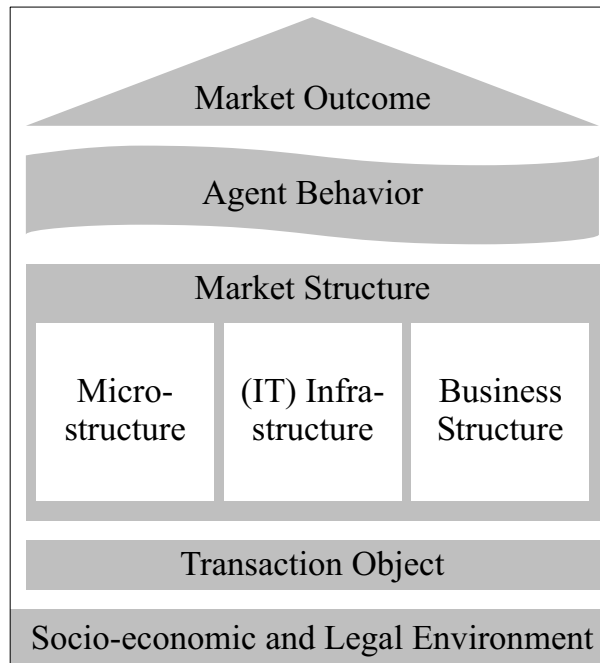 Market Outcome
Agent Behavior
Market Structure
Micro-
structure
(IT) Infra-
structure
Business
Structure
Transaction Object
Socio-economic and Legal Environment